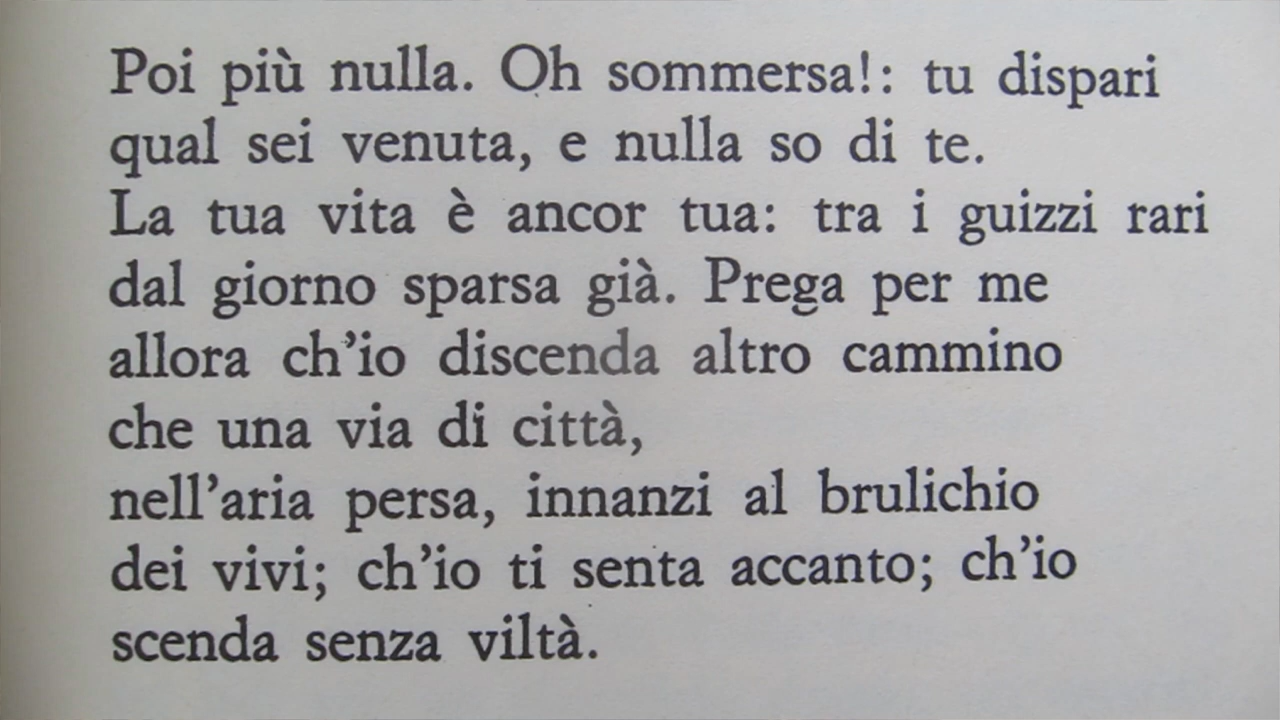 Poi più nulla. Oh sommersa!: tu dispari
qual sei venuta, e nulla so di te.
La tua vita è ancor tua: tra i guizzi rari
dal giorno sparsa già. Prega per me
allora ch’io discenda altro cammino
che una via di città,
nell’aria persa, innanzi al brulichio
dei vivi; ch’io ti senta accanto; ch’io
scenda senza viltà.